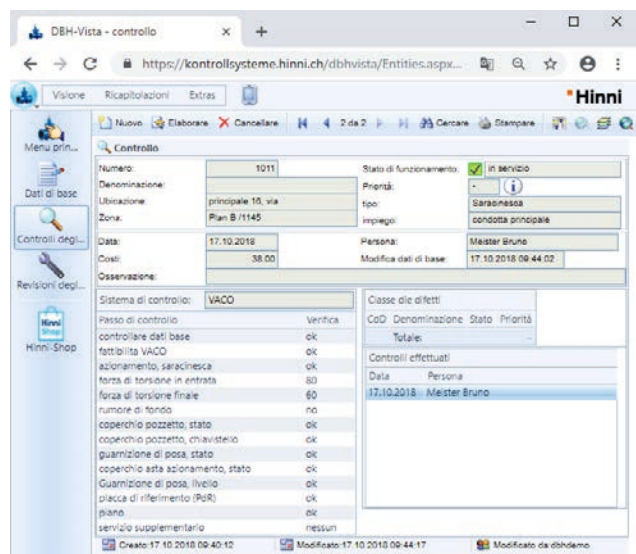 DBH-Vista - controllo
https://kontrollsysteme.hinni.ch/dbhvista/Entities.aspx...
Visione Ricapitolazioni Extras Hinni
Nuovo Elaborare Cancellare 2 da 2 Cercare Stampare
Menu prin...
Dati di base
Controlli degl...
Revisioni degl...
Hinni Shop
Hinni-Shop
Controllo
Numero: 1011 Stato di funzionamento: in servizio
Denominazione: Priorità: -
Ubicazione: principale 16, via tipo: Saracinesca
Zona: Plan B /1145 impiego: condotta principale
Data: 17.10.2018 Persona: Meister Bruno
Costi: 38.00 Modifica dati di base: 17.10.2018 09:44:02
Osservazione:
Sistema di controllo: VACO
Passo di controllo Verifica
controllare dati base ok
fattibilita VACO ok
azionamento, saracinesca ok
forza di torsione in entrata 80
forza di torsione finale 60
rumore di fondo no
coperchio pozzetto, stato ok
coperchio pozzetto, chiavistello ok
guarnizione di posa, stato ok
coperchio asta azionamento, stato ok
Guarnizione di posa, livello ok
placca di riferimento (PdR) ok
piano ok
servizio supplementario nessun
Classe die difetti
CoD Denominazione Stato Priorità
Totale: -
Controlli effettuati
Data Persona
17.10.2018 Meister Bruno
Creato:17.10.2018 09:40:12 Modificato:17.10.2018 09:44:17 Modificato da:dbhdemo